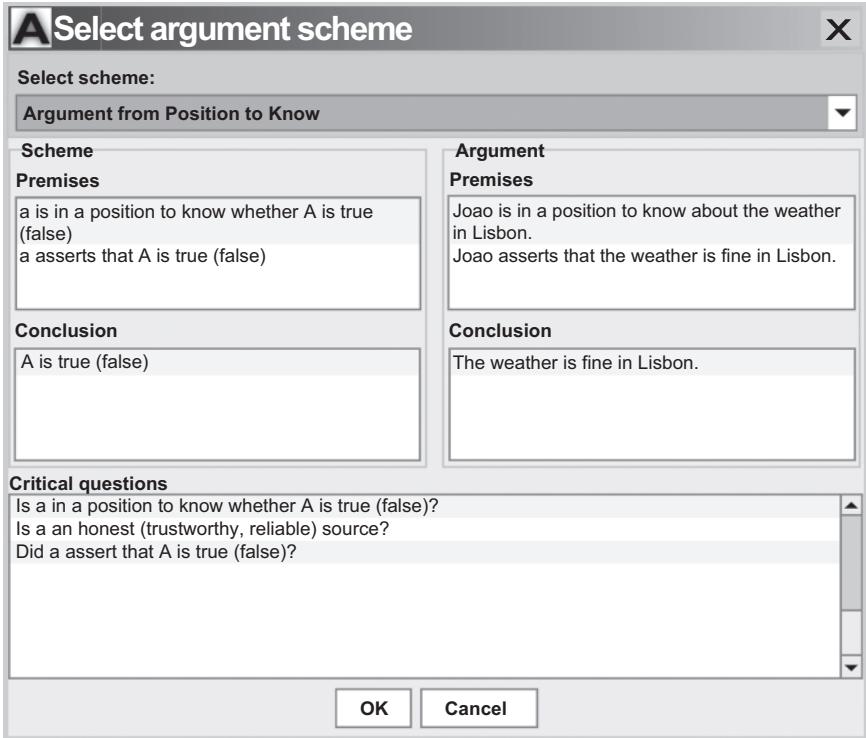 A Select argument scheme X
Select scheme:
Argument from Position to Know
Scheme
Premises
a is in a position to know whether A is true
(false)
a asserts that A is true (false)
Conclusion
A is true (false)
Argument
Premises
Joao is in a position to know about the weather
in Lisbon.
Joao asserts that the weather is fine in Lisbon.
Conclusion
The weather is fine in Lisbon.
Critical questions
Is a in a position to know whether A is true (false)?
Is a an honest (trustworthy, reliable) source?
Did a assert that A is true (false)?
OK Cancel